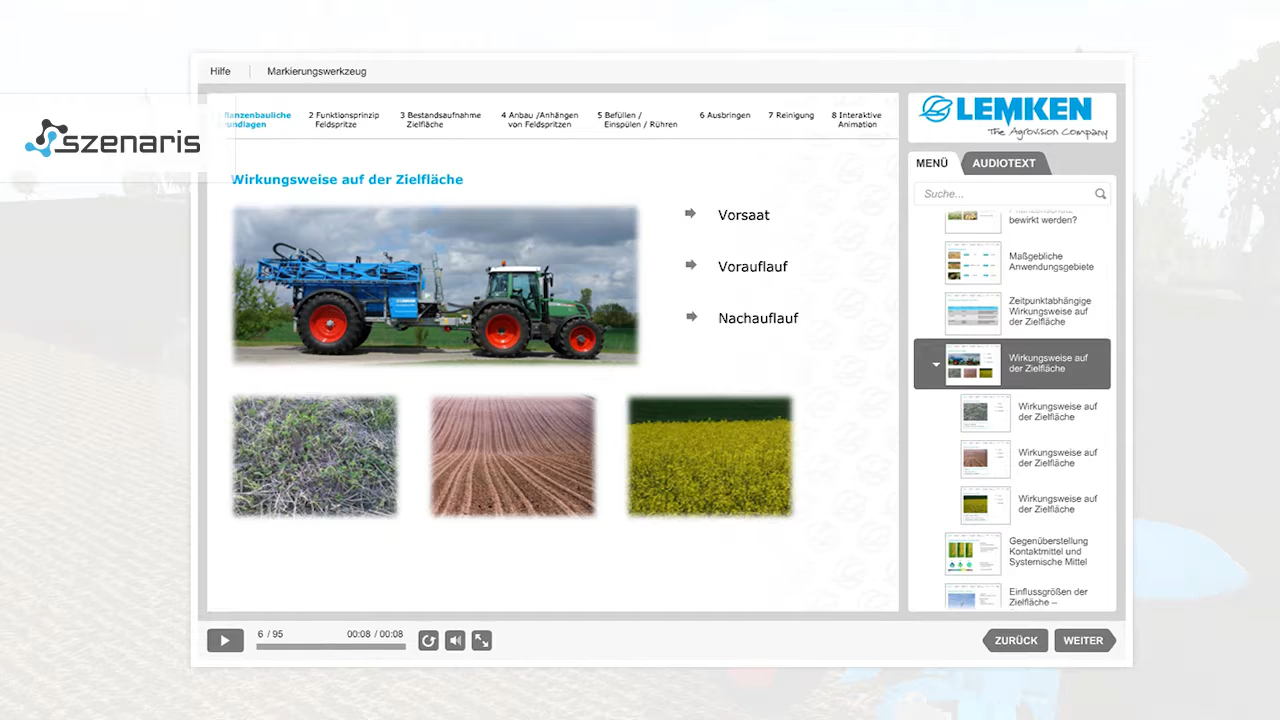 Hilfe
Markierungswerkzeug
szenaris
2 Funktionsprinzip
Feldspritze
3 Bestandsaufnahme
Zielfläche
4 Anbau /Anhängen
von Feldspritzen
5 Befüllen /
Einspülen / Rühren
6 Ausbringen
7 Reinigung
8 Interaktive
Animation
LEMKEN
The Agrovision Company
Wirkungsweise auf der Zielfläche
Vorsaat
Vorauflauf
Nachauflauf
MENÜ
AUDIOTEXT
Suche...
bewirkt werden?
Maßgebliche
Anwendungsgebiete
Zeitpunktabhängige
Wirkungsweise auf
der Zielfläche
Wirkungsweise auf
der Zielfläche
Wirkungsweise auf
der Zielfläche
Wirkungsweise auf
der Zielfläche
Wirkungsweise auf
der Zielfläche
Gegenüberstellung
Kontaktmittel und
Systemische Mittel
Einflussgrößen der
Zielfläche –
6 / 95
00:08 / 00:08
ZURÜCK
WEITER